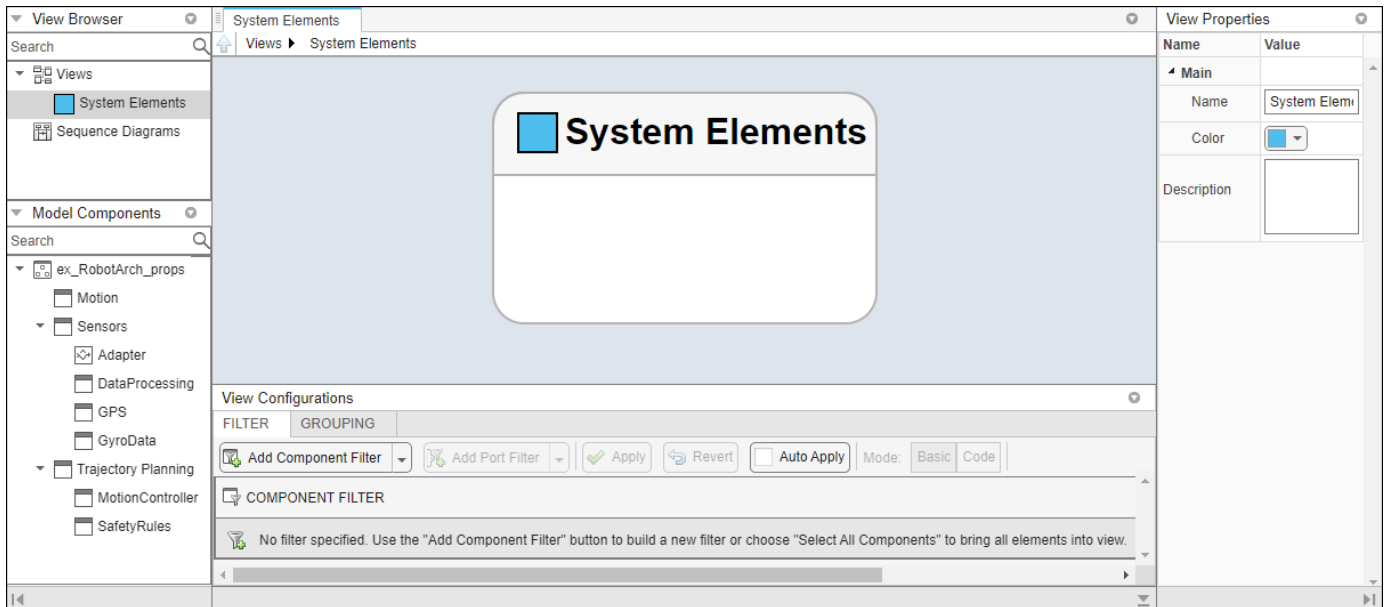 View Browser
Search
Views
System Elements
Sequence Diagrams
Model Components
Search
ex_RobotArch_props
Motion
Sensors
Adapter
DataProcessing
GPS
GyroData
Trajectory Planning
MotionController
SafetyRules
System Elements
Views System Elements
System Elements
View Configurations
FILTER GROUPING
Add Component Filter Add Port Filter Apply Revert Auto Apply Mode: Basic Code
COMPONENT FILTER
No filter specified. Use the "Add Component Filter" button to build a new filter or choose "Select All Components" to bring all elements into view.
View Properties
Name Value
Main
Name System Eleme
Color
Description